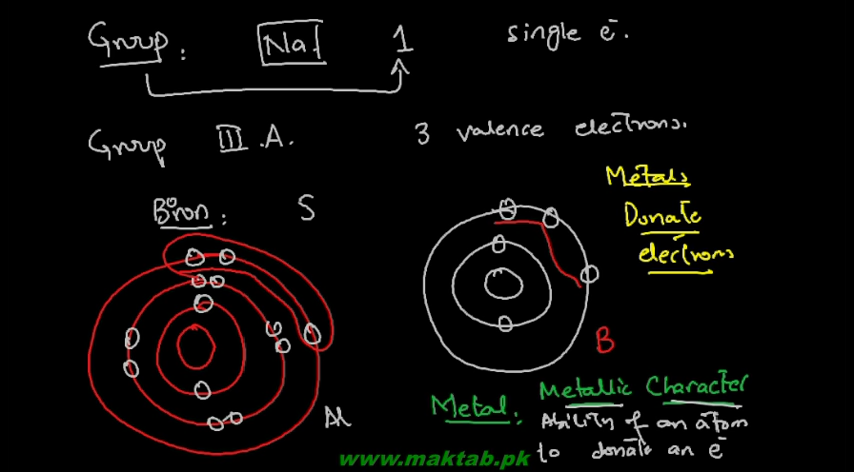 Group : Na 1 single e.
Group III.A. 3 valence electrons.
Metals
Donate
electrons
Boron : 5
B
Al
Metal : Metallic Character
Ability of an atom
to donate an e
www.maktab.pk